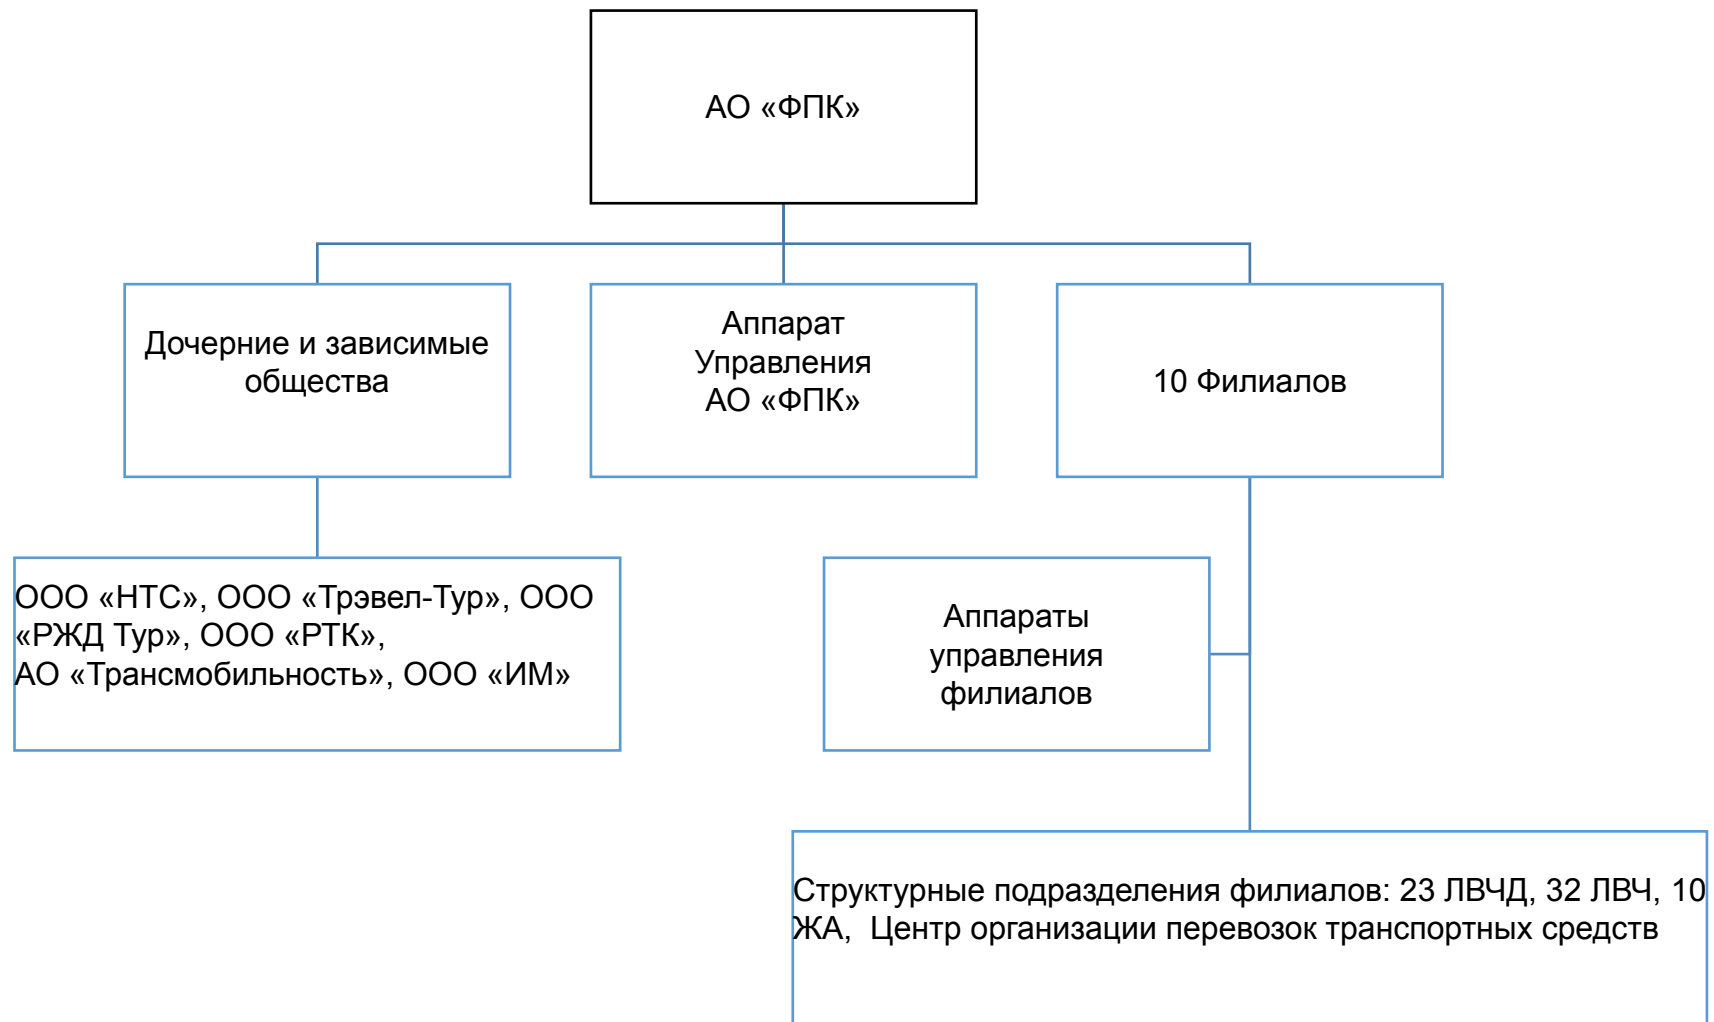 АО «ФПК»
Дочерние и зависимые
общества
Аппарат
Управления
АО «ФПК»
10 Филиалов
ООО «НТС», ООО «Трэвел-Тур», ООО
«РЖД Тур», ООО «РТК»,
АО «Трансмобильность», ООО «ИМ»
Аппараты
управления
филиалов
Структурные подразделения филиалов: 23 ЛВЧД, 32 ЛВЧ, 10
ЖА, Центр организации перевозок транспортных средств